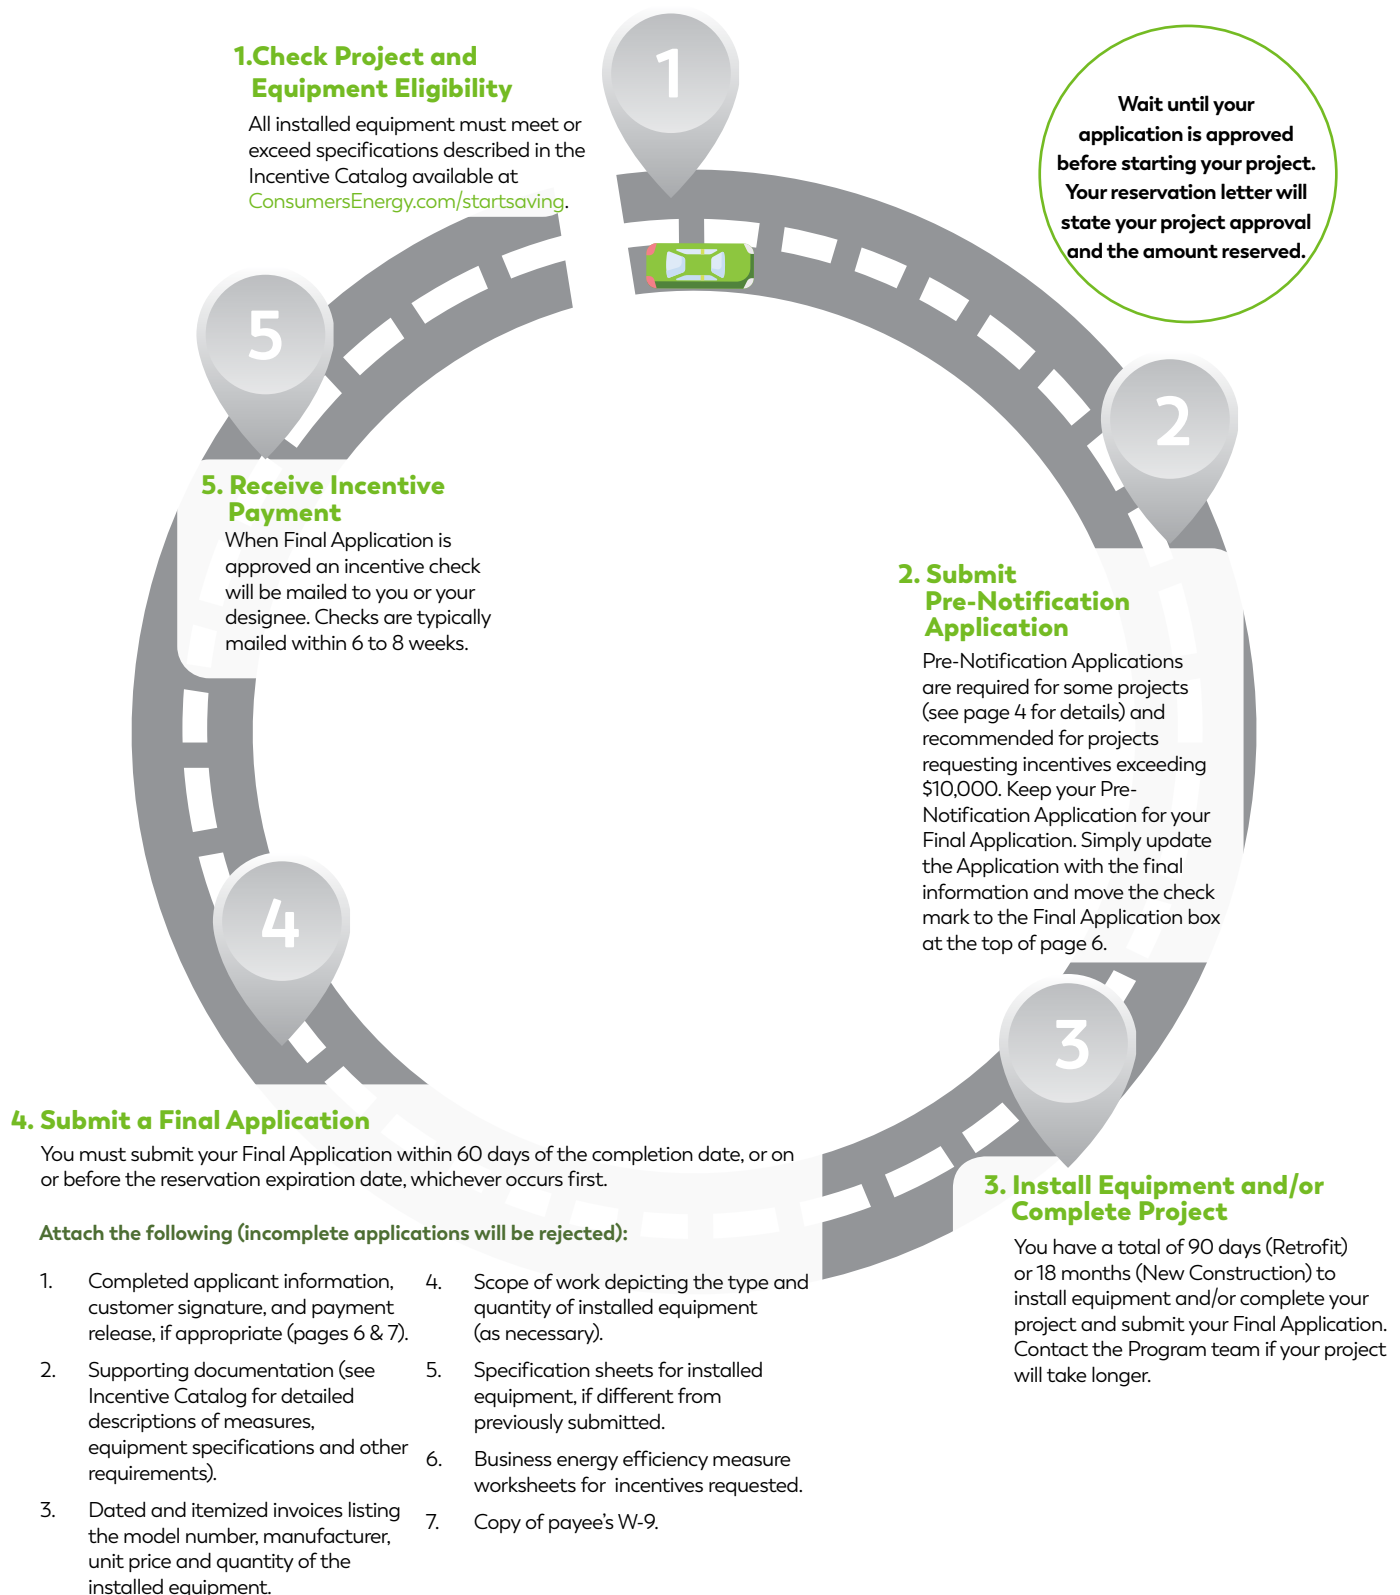 1
1.Check Project and
Equipment Eligibility
All installed equipment must meet or
exceed specifications described in the
Incentive Catalog available at
ConsumersEnergy.com/startsaving.
Wait until your
application is approved
before starting your project.
Your reservation letter will
state your project approval
and the amount reserved.
2
2. Submit
Pre-Notification
Application
Pre-Notification Applications
are required for some projects
(see page 4 for details) and
recommended for projects
requesting incentives exceeding
$10,000. Keep your Pre-
Notification Application for your
Final Application. Simply update
the Application with the final
information and move the check
mark to the Final Application box
at the top of page 6.
3
3. Install Equipment and/or
Complete Project
You have a total of 90 days (Retrofit)
or 18 months (New Construction) to
install equipment and/or complete your
project and submit your Final Application.
Contact the Program team if your project
will take longer.
4
4. Submit a Final Application
You must submit your Final Application within 60 days of the completion date, or on
or before the reservation expiration date, whichever occurs first.
Attach the following (incomplete applications will be rejected):
1. Completed applicant information,
customer signature, and payment
release, if appropriate (pages 6 & 7).
2. Supporting documentation (see
Incentive Catalog for detailed
descriptions of measures,
equipment specifications and other
requirements).
3. Dated and itemized invoices listing
the model number, manufacturer,
unit price and quantity of the
installed equipment.
4. Scope of work depicting the type and
quantity of installed equipment
(as necessary).
5. Specification sheets for installed
equipment, if different from
previously submitted.
6. Business energy efficiency measure
worksheets for incentives requested.
7. Copy of payee's W-9.
5
5. Receive Incentive
Payment
When Final Application is
approved an incentive check
will be mailed to you or your
designee. Checks are typically
mailed within 6 to 8 weeks.